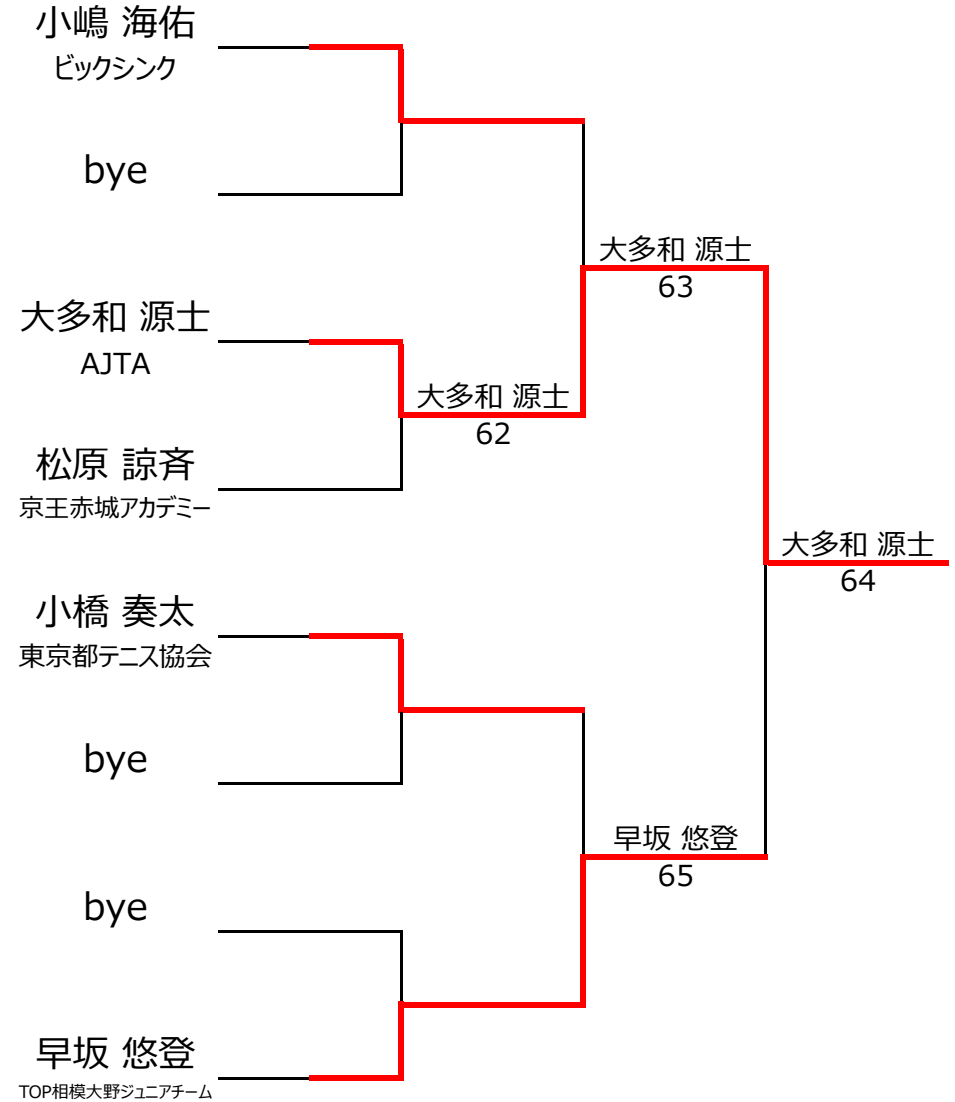 小嶋 海佑
ビックシンク
bye
大多和 源士
63
大多和 源士
AJTA
大多和 源士
62
松原 諒斉
京王赤城アカデミー
大多和 源士
64
小橋 奏太
東京都テニス協会
bye
早坂 悠登
65
bye
早坂 悠登
TOP相模大野ジュニアチーム